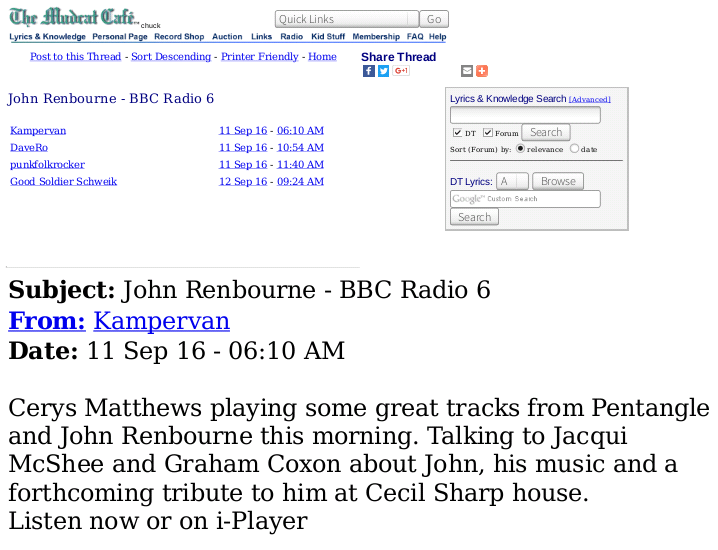 The Mudcat Café™ chuck
Quick Links Go
Lyrics & Knowledge Personal Page Record Shop Auction Links Radio Kid Stuff Membership FAQ Help
Post to this Thread - Sort Descending - Printer Friendly - Home
Share Thread
G+1
John Renbourne - BBC Radio 6
Kampervan 11 Sep 16 - 06:10 AM
DaveRo 11 Sep 16 - 10:54 AM
punkfolkrocker 11 Sep 16 - 11:40 AM
Good Soldier Schweik 12 Sep 16 - 09:24 AM
Lyrics & Knowledge Search [Advanced]
DT Forum Search
Sort (Forum) by: relevance date
DT Lyrics: A Browse
Google™ Custom Search
Search
Subject: John Renbourne - BBC Radio 6
From: Kampervan
Date: 11 Sep 16 - 06:10 AM
Cerys Matthews playing some great tracks from Pentangle
and John Renbourne this morning. Talking to Jacqui
McShee and Graham Coxon about John, his music and a
forthcoming tribute to him at Cecil Sharp house.
Listen now or on i-Player